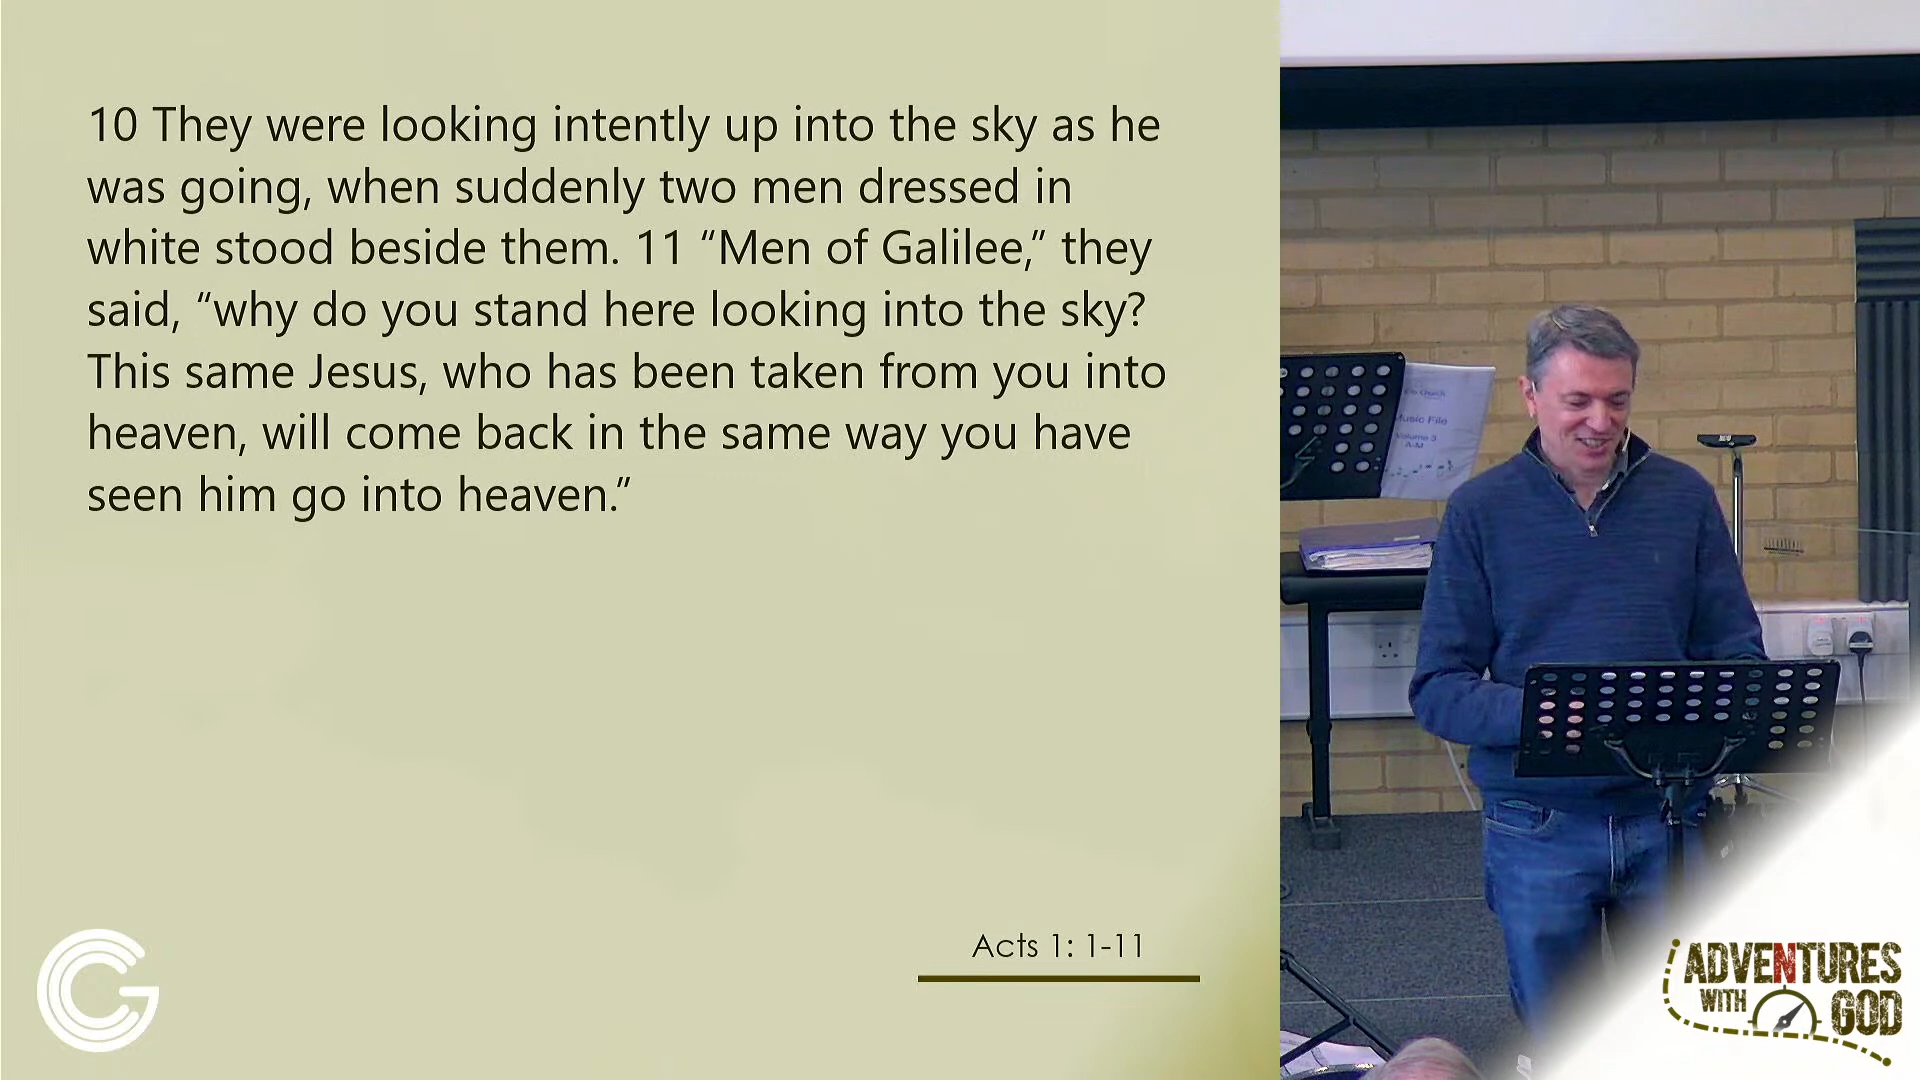 10 They were looking intently up into the sky as he
was going, when suddenly two men dressed in
white stood beside them. 11 “Men of Galilee,” they
said, “why do you stand here looking into the sky?
This same Jesus, who has been taken from you into
heaven, will come back in the same way you have
seen him go into heaven.”
Acts 1: 1-11
Music File
Volume 3
A-M
ADVENTURES
WITH GOD